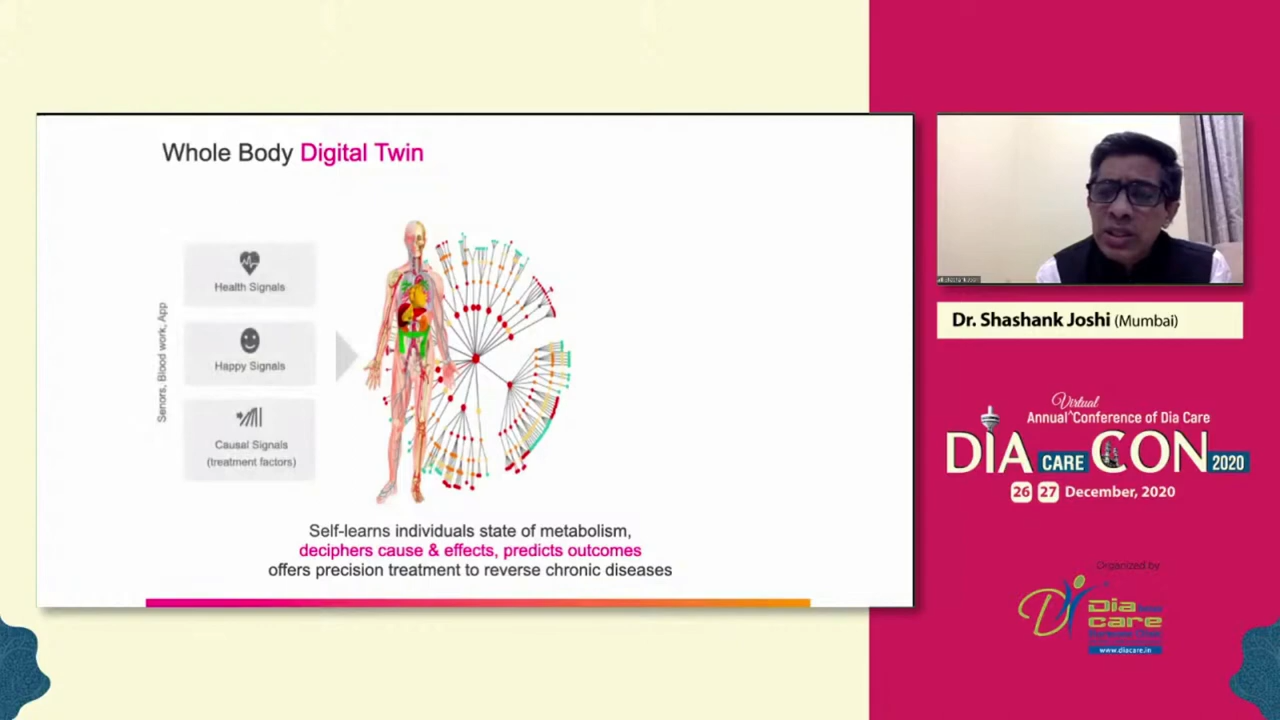 Whole Body Digital Twin
Senors, Blood work, App
Health Signals
Happy Signals
Causal Signals
(treatment factors)
Self-learns individuals state of metabolism,
deciphers cause & effects, predicts outcomes
offers precision treatment to reverse chronic diseases
Dr. Shashank Joshi (Mumbai)
Virtual
Annual^Conference of Dia Care
DIA CARE CON 2020
26 27 December, 2020
Organized by
Dia
care
www.diacare.in